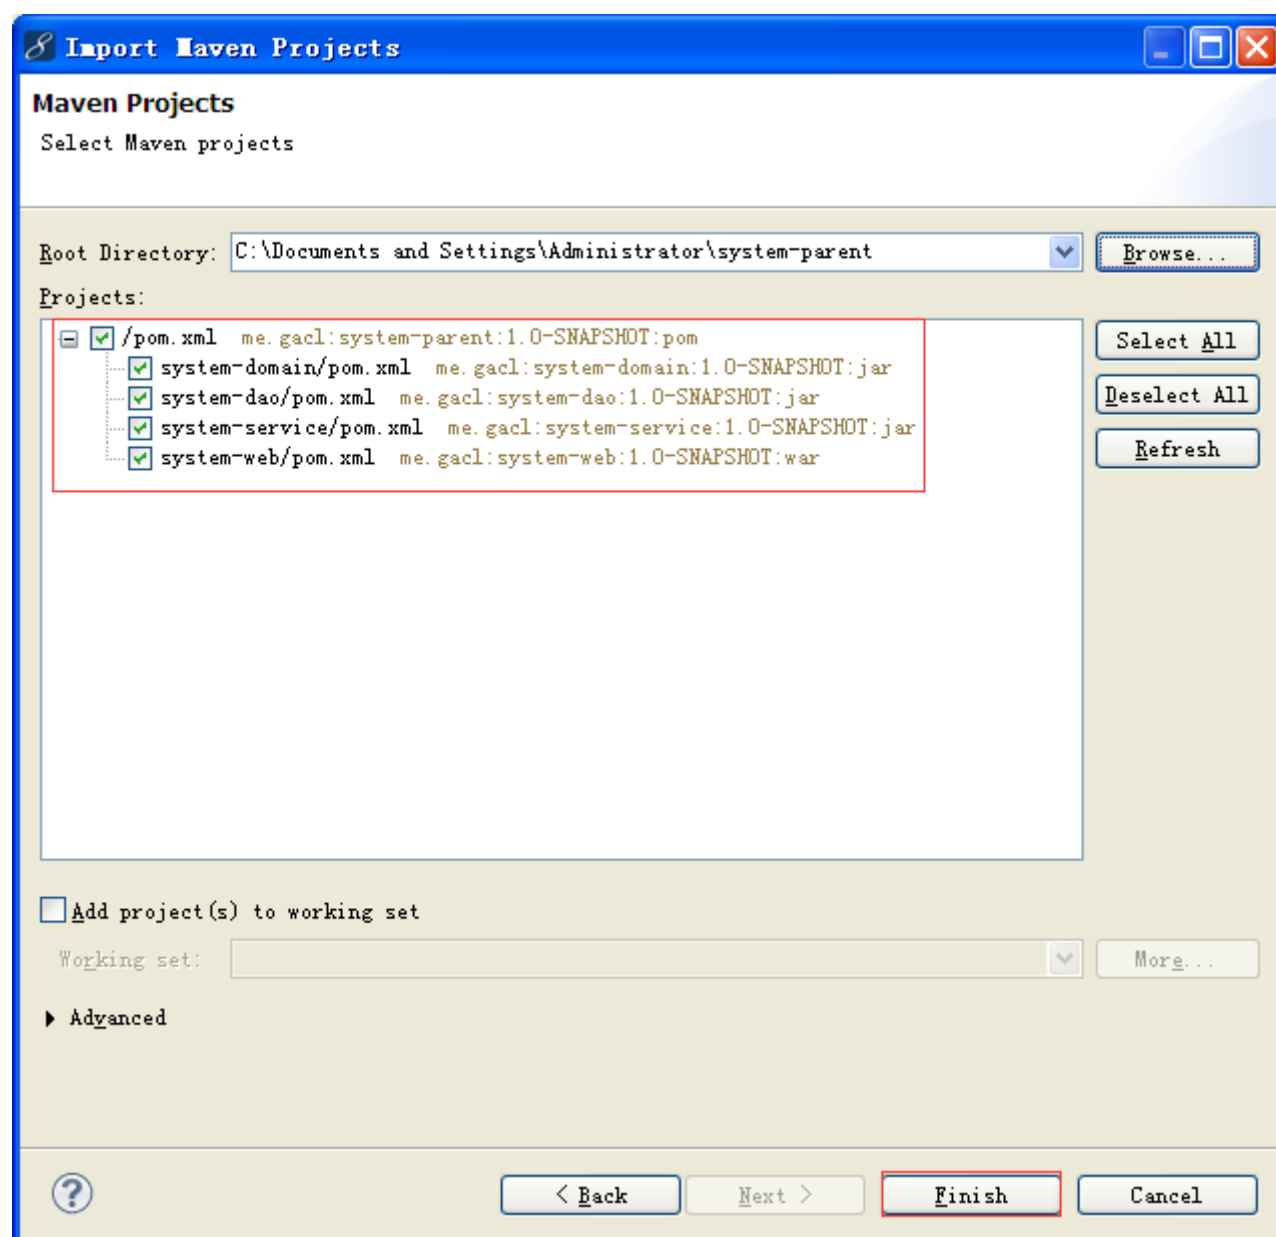 Import Maven Projects
Maven Projects
Select Maven projects
Root Directory: C:\Documents and Settings\Administrator\system-parent Browse...
Projects:
/pom.xml me.gacl:system-parent:1.0-SNAPSHOT:pom
system-domain/pom.xml me.gacl:system-domain:1.0-SNAPSHOT:jar
system-dao/pom.xml me.gacl:system-dao:1.0-SNAPSHOT:jar
system-service/pom.xml me.gacl:system-service:1.0-SNAPSHOT:jar
system-web/pom.xml me.gacl:system-web:1.0-SNAPSHOT:war
Select All
Deselect All
Refresh
Add project(s) to working set
Working set: More...
Advanced
? < Back Next > Finish Cancel